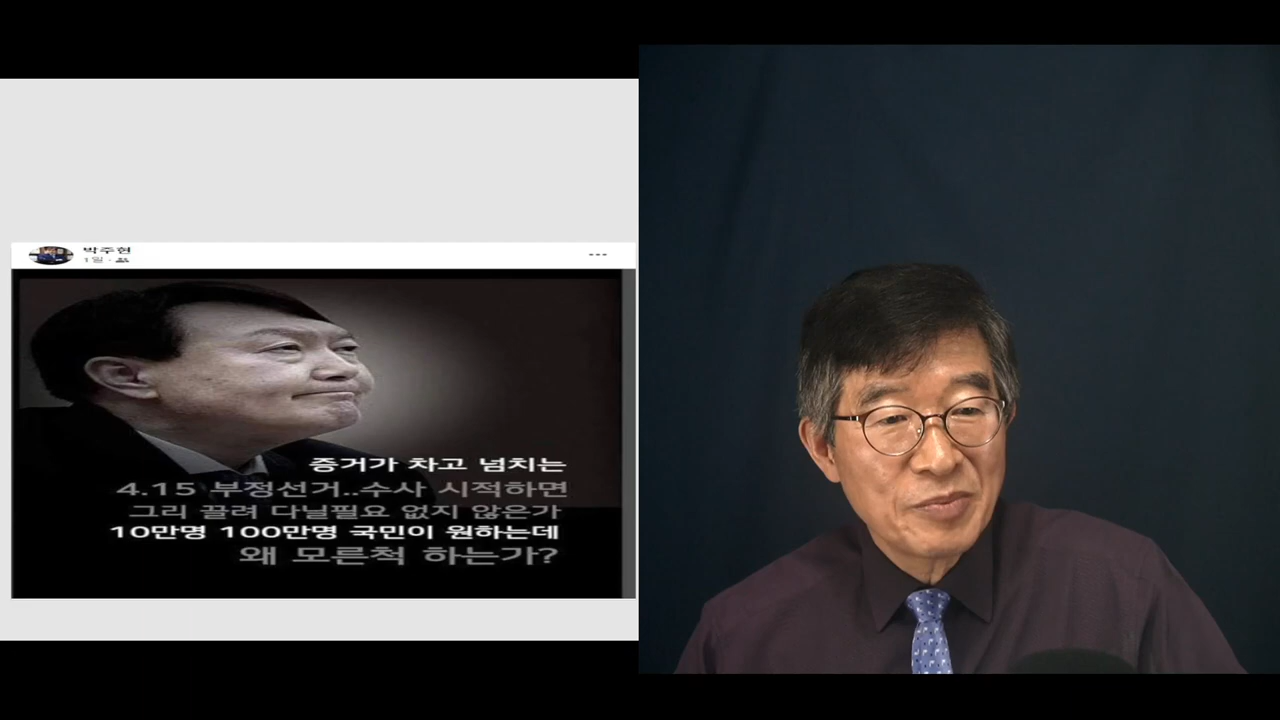 박주현
1일
증거가 차고 넘치는
4.15 부정선거..수사 시적하면
그리 끌려 다닐필요 없지 않은가
10만명 100만명 국민이 원하는데
왜 모른척 하는가?